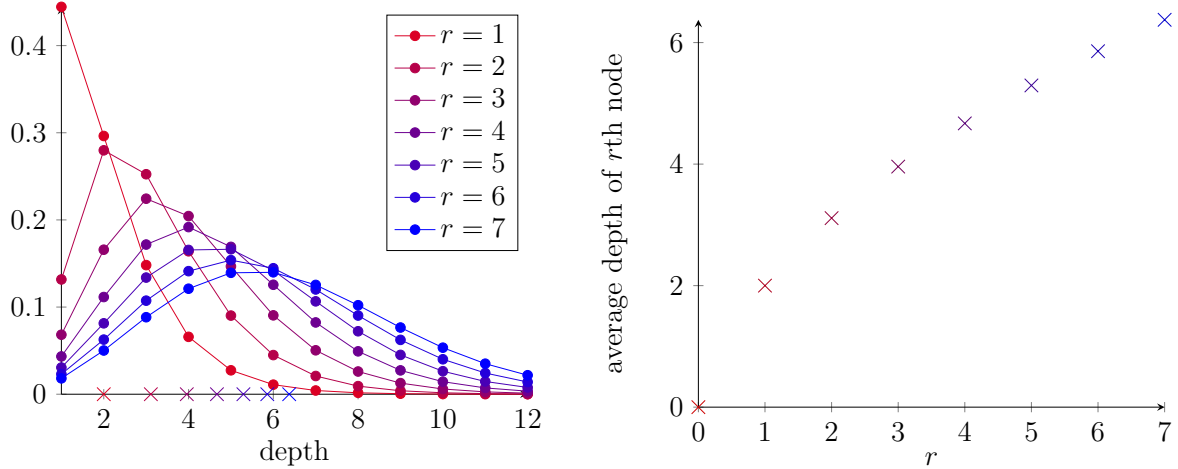 0.4
0.3
0.2
0.1
0
2 4 6 8 10 12
depth
r = 1
r = 2
r = 3
r = 4
r = 5
r = 6
r = 7
average depth of rth node
6
4
2
0
0 1 2 3 4 5 6 7
r